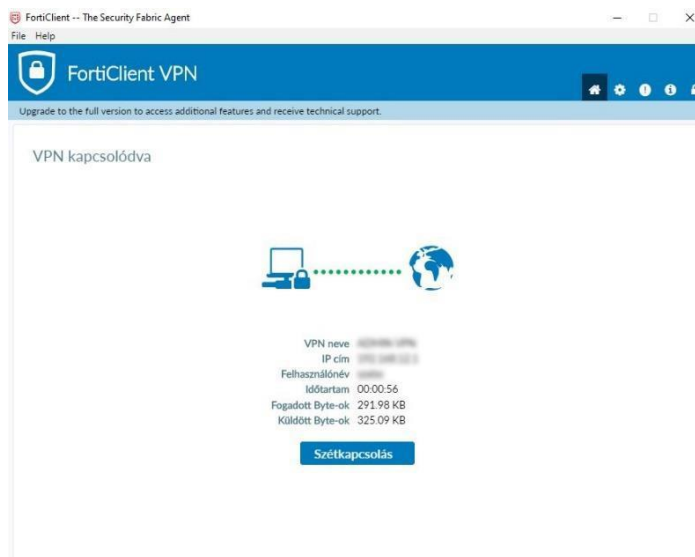 FortiClient -- The Security Fabric Agent
File Help
FortiClient VPN
Upgrade to the full version to access additional features and receive technical support.
VPN kapcsolódva
VPN neve
IP cím
Felhasználónév
Időtartam 00:00:56
Fogadott Byte-ok 291.98 KB
Küldött Byte-ok 325.09 KB
Szétkapcsolás